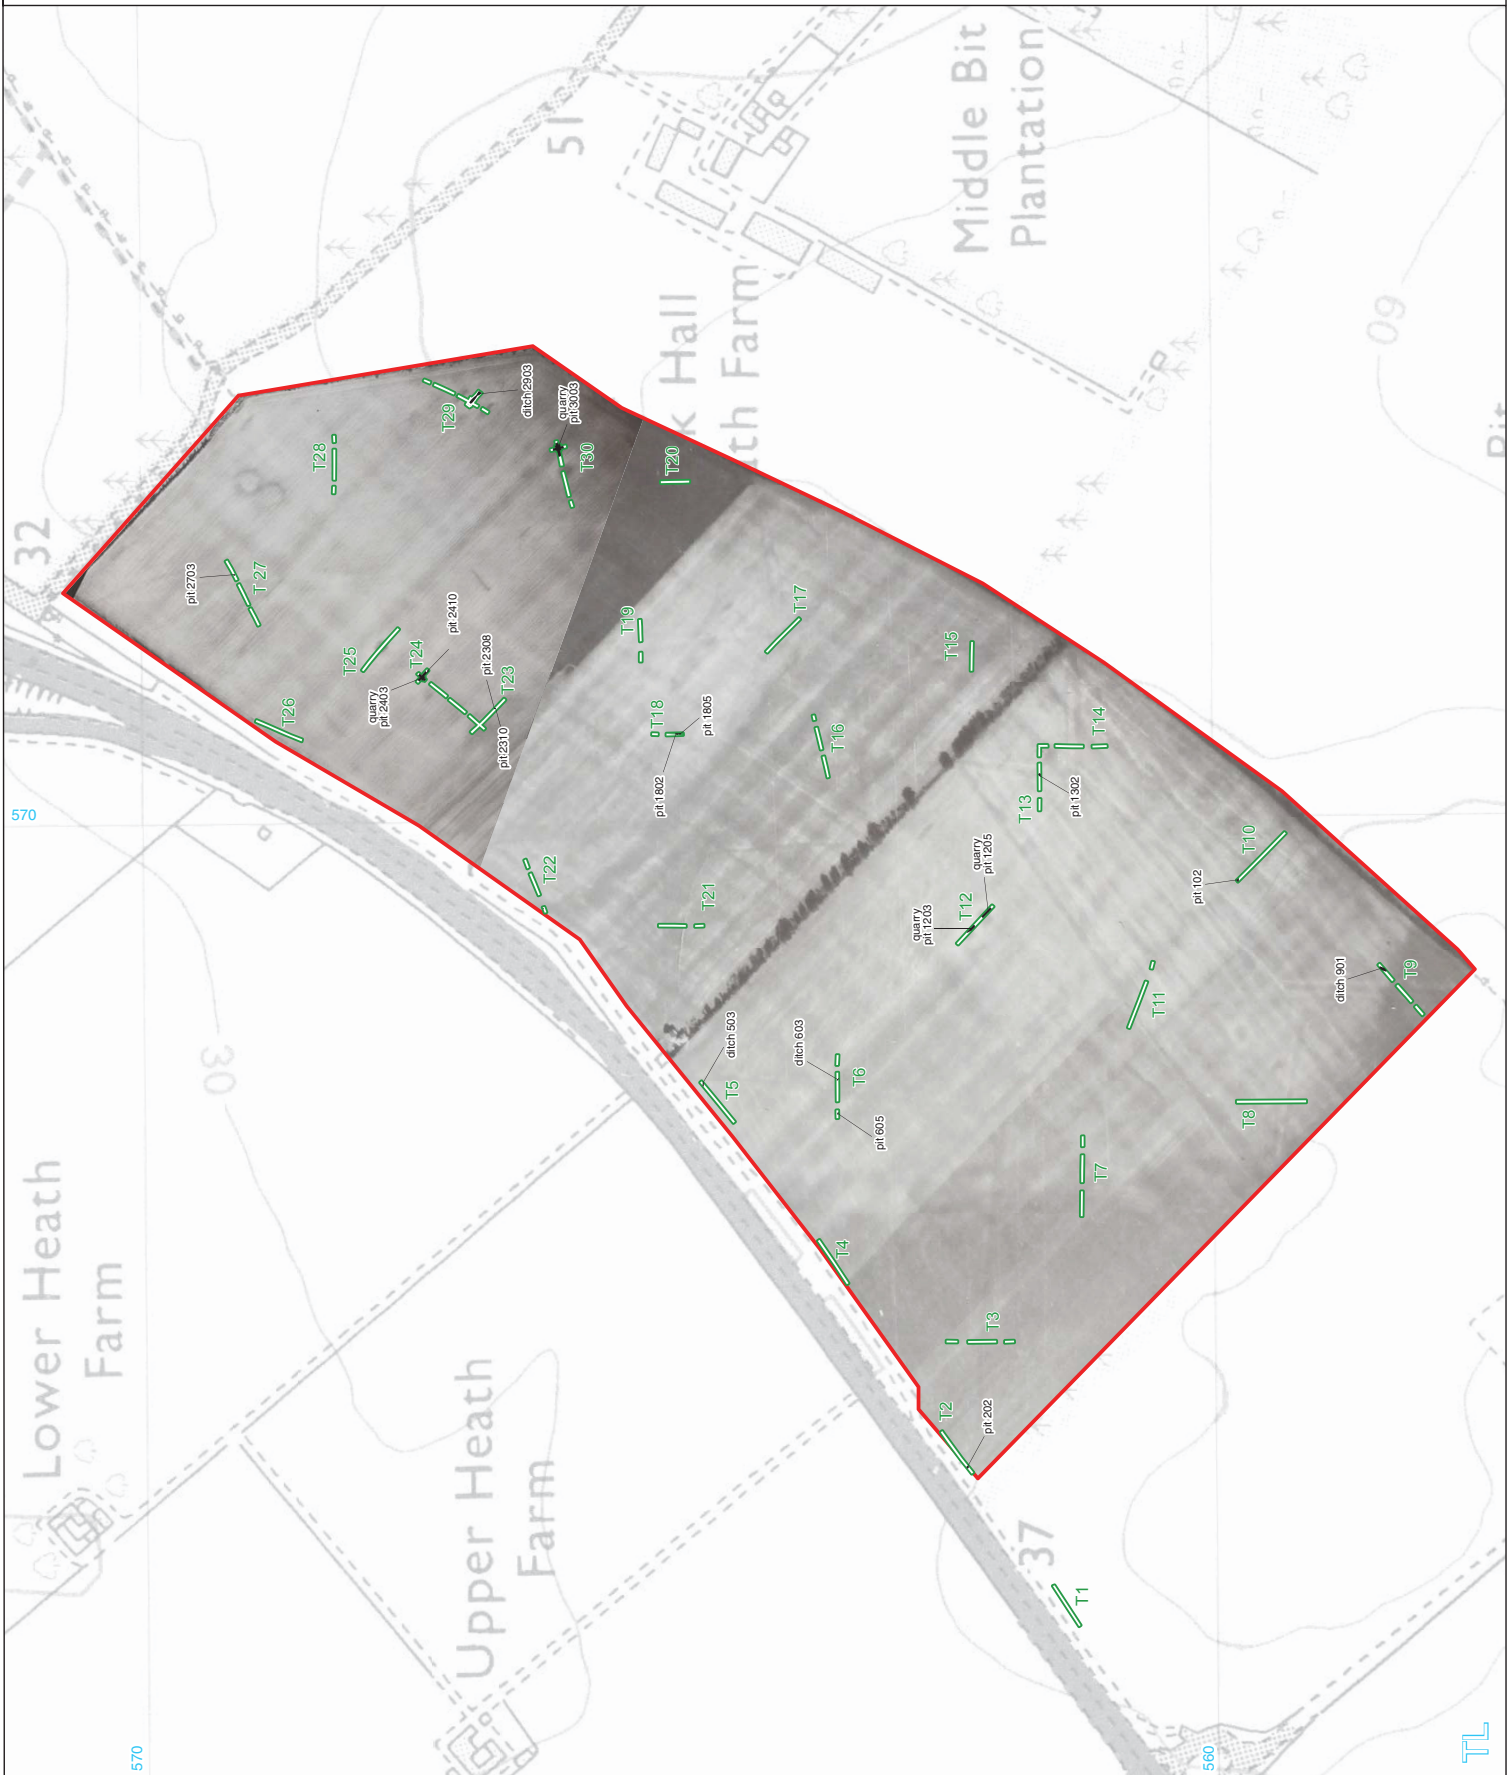 32
51
Middle Bit
Plantation
60
k Hall
th Farm
30
Lower Heath
Farm
Upper Heath
Farm
37
570
570
560
TL
T28
T29
ditch 2903
quarry
pit 3003
T30
T20
pit 2703
T 27
T25
T24
pit 2410
quarry
pit 2403
pit 2308
T23
pit 2310
T26
T19
T17
T18
pit 1805
pit 1802
T15
T16
T14
T13
pit 1302
T22
T21
quarry
pit 1205
T12
quarry
pit 1203
T10
pit 102
T9
ditch 901
T11
T5
ditch 503
ditch 603
T6
pit 605
T8
T7
T4
T3
T2
pit 202
T1